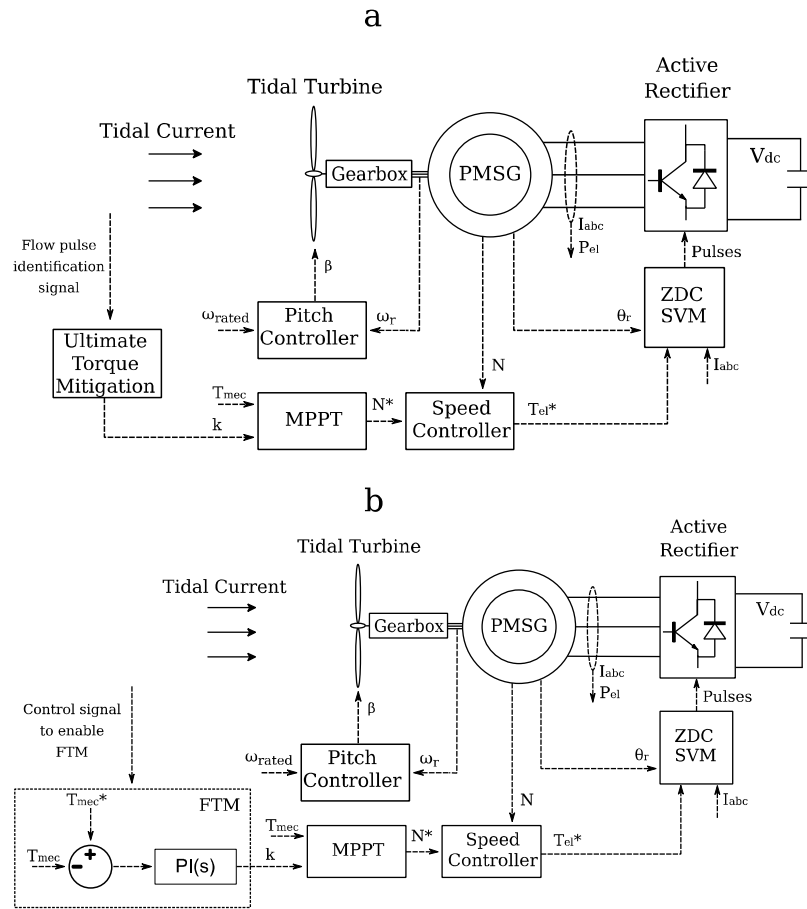 a
Active
Rectifier
Tidal Turbine
Tidal Current
Gearbox
PMSG
Vdc
Iabc
Pel
Pulses
Flow pulse
identification
signal
β
ωrated
Pitch
Controller
ωr
θr
ZDC
SVM
Ultimate
Torque
Mitigation
N
Iabc
Tmec
k
MPPT
N*
Speed
Controller
Tel*
b
Active
Rectifier
Tidal Turbine
Tidal Current
Gearbox
PMSG
Vdc
Iabc
Pel
Pulses
Control signal
to enable
FTM
β
ωrated
Pitch
Controller
ωr
θr
ZDC
SVM
Iabc
N
Tmec*
FTM
Tmec
+
-
PI(s)
k
Tmec
MPPT
N*
Speed
Controller
Tel*